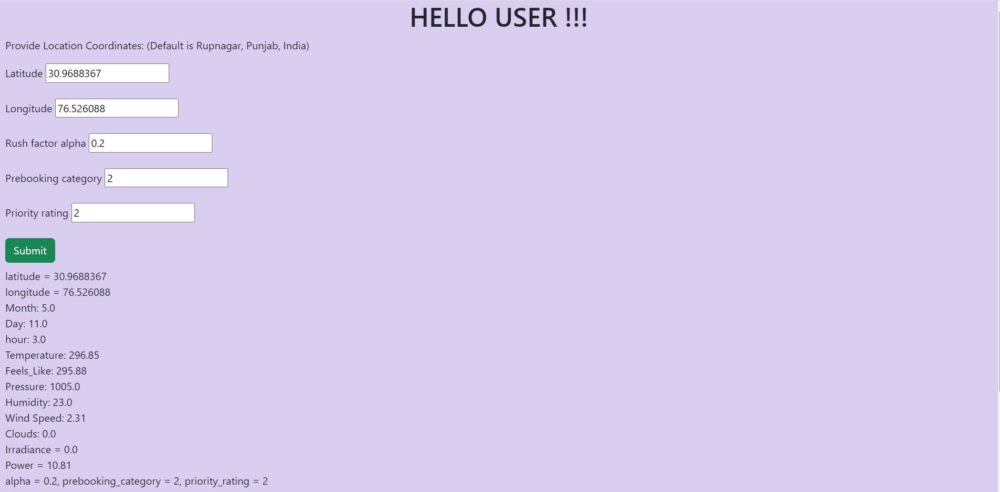 HELLO USER !!!
Provide Location Coordinates: (Default is Rupnagar, Punjab, India)
Latitude 30.9688367
Longitude 76.526088
Rush factor alpha 0.2
Prebooking category 2
Priority rating 2
Submit
latitude = 30.9688367
longitude = 76.526088
Month: 5.0
Day: 11.0
hour: 3.0
Temperature: 296.85
Feels_Like: 295.88
Pressure: 1005.0
Humidity: 23.0
Wind Speed: 2.31
Clouds: 0.0
Irradiance = 0.0
Power = 10.81
alpha = 0.2, prebooking_category = 2, priority_rating = 2